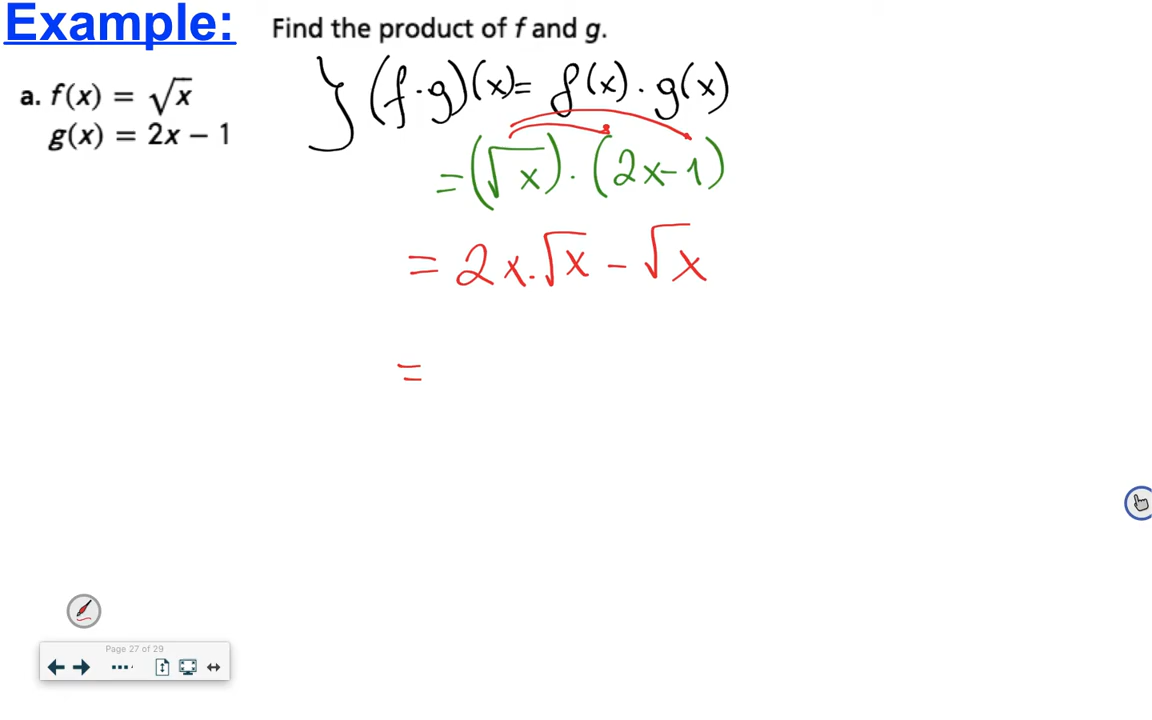 Example: Find the product of f and g.
a. f(x) = √x
g(x) = 2x − 1
} (f·g)(x) = f(x) · g(x)
= (√x) · (2x-1)
= 2x·√x - √x
=
Page 27 of 29